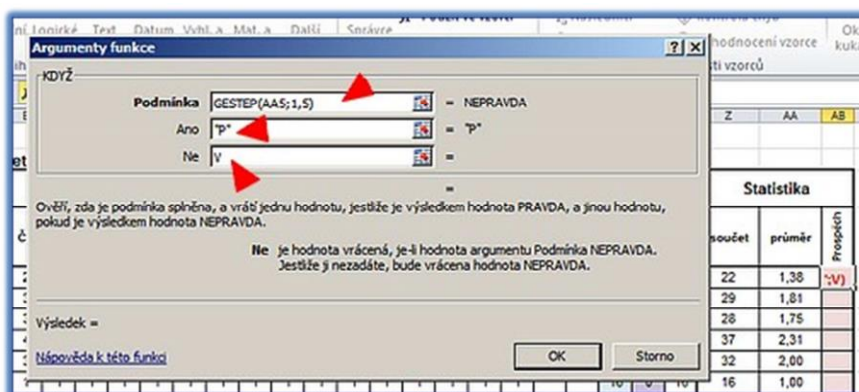 Logické Text Datum Vyhl. a Mat. a Další Správce
hodnocení vzorce
Argumenty funkce
KDYŽ
Podmínka GESTEP(AA5;1,5) = NEPRAVDA
Ano "P" = "P"
Ne V =
=
Ověří, zda je podmínka splněna, a vrátí jednu hodnotu, jestliže je výsledkem hodnota PRAVDA, a jinou hodnotu,
pokud je výsledkem hodnota NEPRAVDA.
Ne je hodnota vrácená, je-li hodnota argumentu Podmínka NEPRAVDA.
Jestliže ji nezadáte, bude vrácena hodnota NEPRAVDA.
Výsledek =
Nápověda k této funkci
OK Storno
Z AA AB
Statistika
součet průměr Prospěch
22 1,38 ";V)
29 1,81
28 1,75
37 2,31
32 2,00
16 1,00